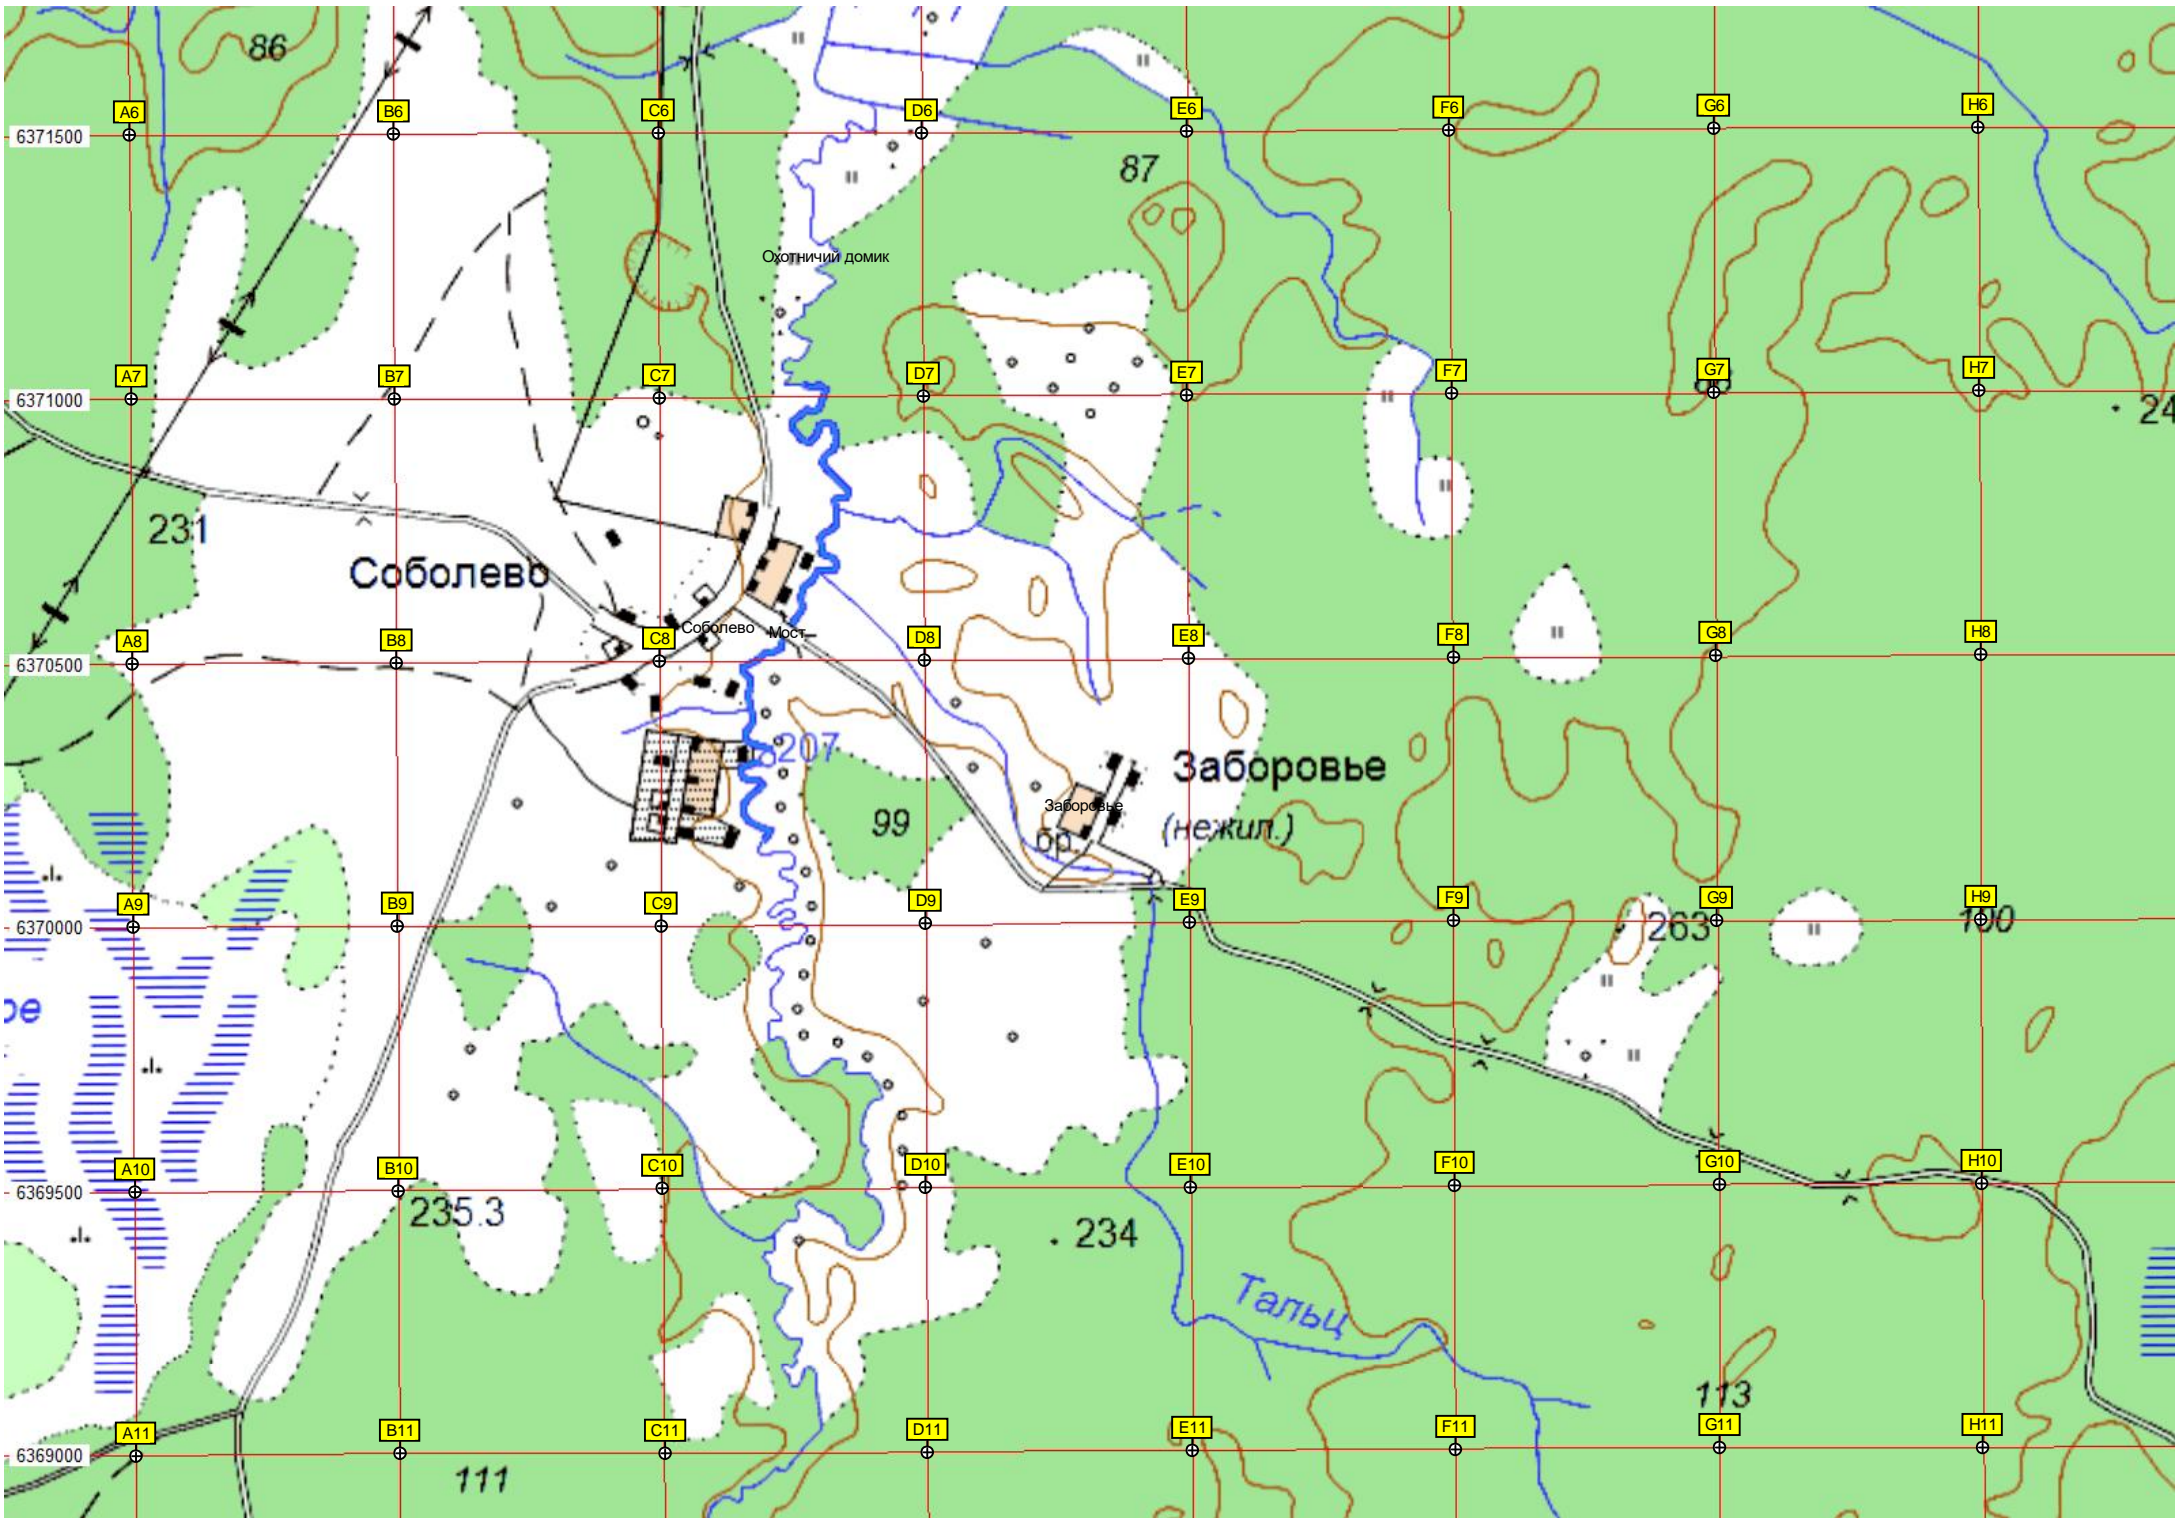 86
A6 B6 C6 D6 E6 F6 G6 H6
6371500
87
Охотничий домик
A7 B7 C7 D7 E7 F7 G7 H7
6371000
24
231
Соболево
Соболево Мост
A8 B8 C8 D8 E8 F8 G8 H8
6370500
207
Заборовье
Заборовье
99
бр.
(нежил.)
A9 B9 C9 D9 E9 F9 G9 H9
6370000
263
100
ое
A10 B10 C10 D10 E10 F10 G10 H10
6369500
235.3
234
Тальц
113
A11 B11 C11 D11 E11 F11 G11 H11
6369000
111